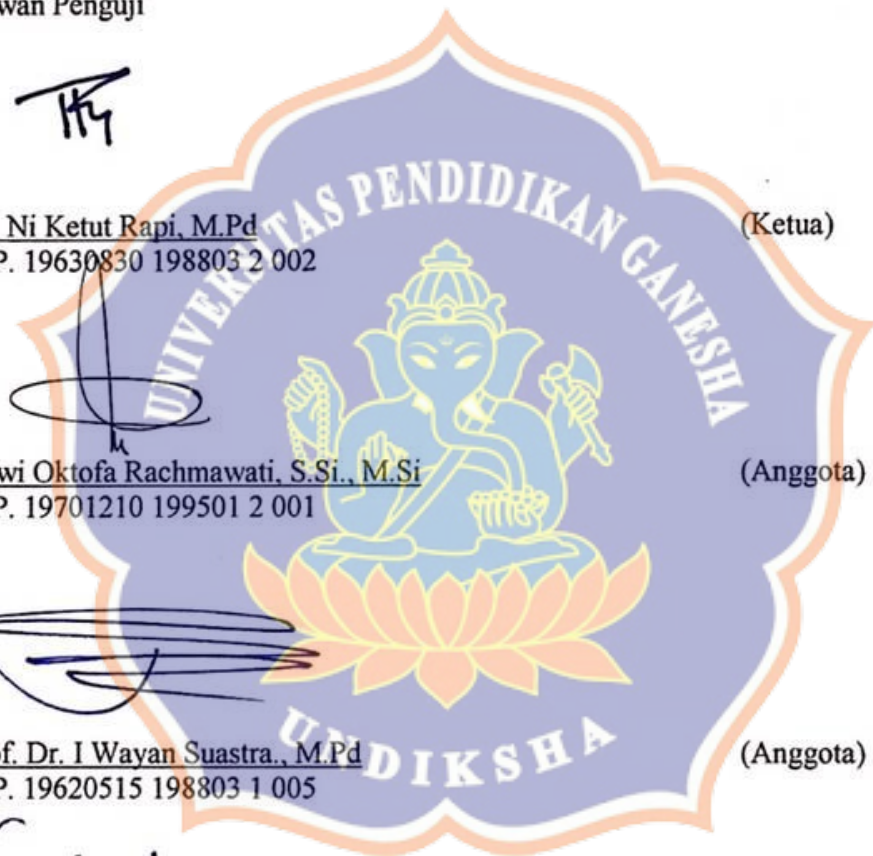 wan Penguji
Ni Ketut Rapi, M.Pd (Ketua)
P. 19630830 198803 2 002
UNIVERSITAS PENDIDIKAN GANESHA
wi Oktofa Rachmawati, S.Si., M.Si (Anggota)
P. 19701210 199501 2 001
of. Dr. I Wayan Suastra., M.Pd (Anggota)
P. 19620515 198803 1 005
UNDIKSHA